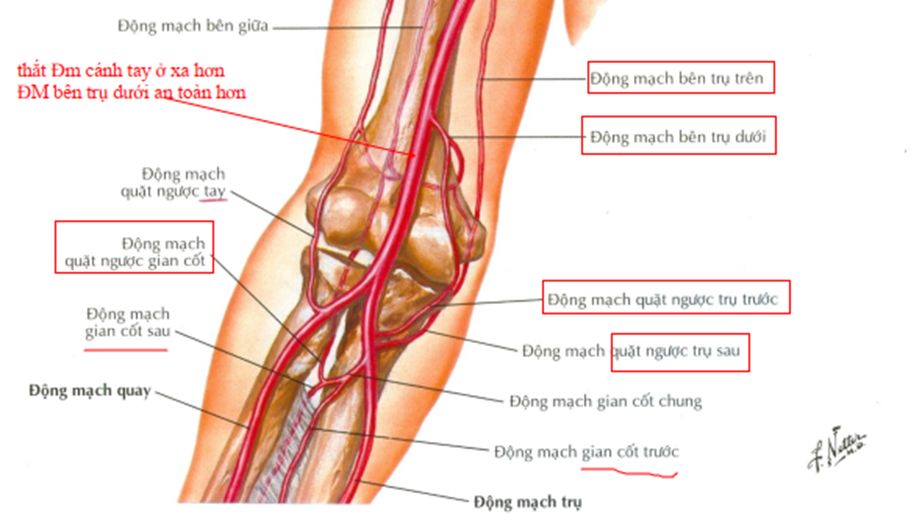 Động mạch bên giữa
thắt Đm cánh tay ở xa hơn
ĐM bên trụ dưới an toàn hơn
Động mạch bên trụ trên
Động mạch bên trụ dưới
Động mạch
quặt ngược tay
Động mạch
quặt ngược gian cốt
Động mạch quặt ngược trụ trước
Động mạch
gian cốt sau
Động mạch quặt ngược trụ sau
Động mạch quay
Động mạch gian cốt chung
Động mạch gian cốt trước
Động mạch trụ
F. Netter
M.D.